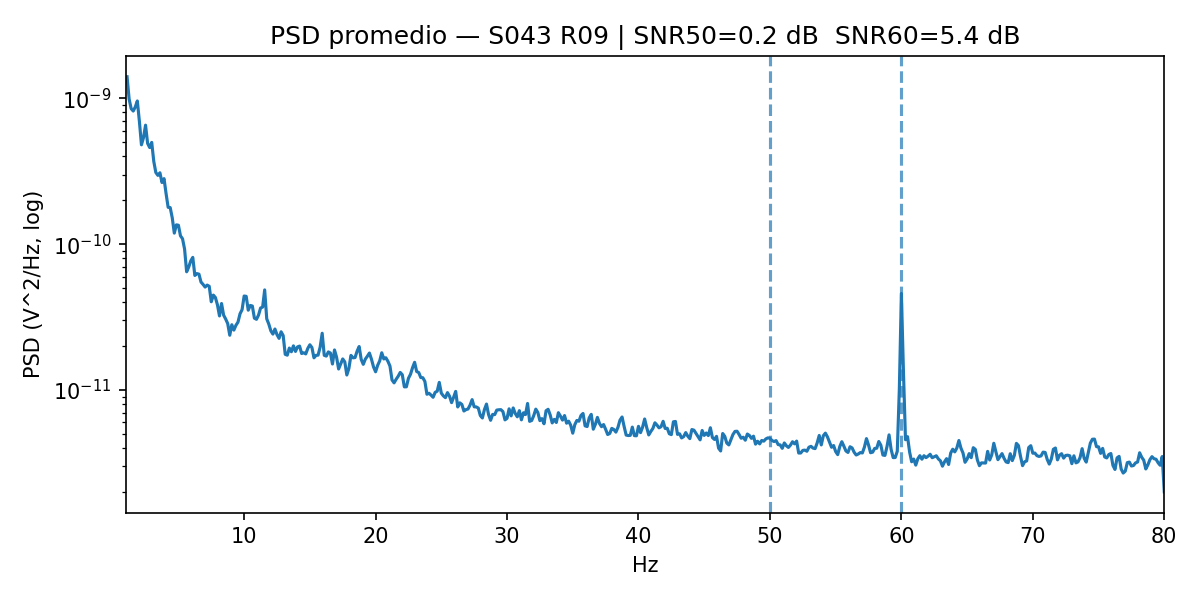 PSD promedio — S043 R09 | SNR50=0.2 dB  SNR60=5.4 dB
PSD (V^2/Hz, log)
10⁻⁹
10⁻¹⁰
10⁻¹¹
10 20 30 40 50 60 70 80
Hz